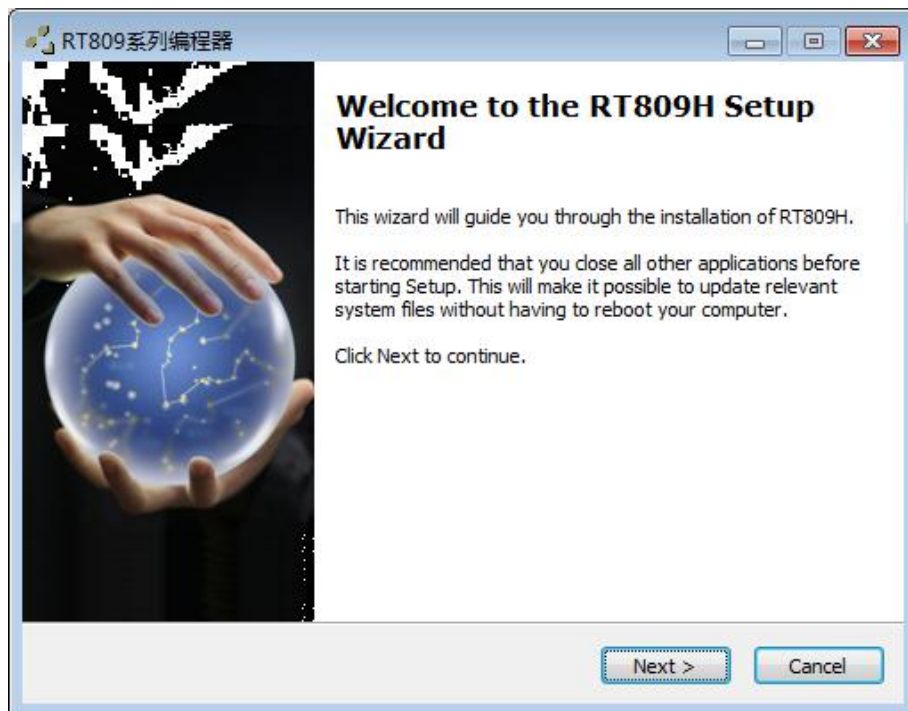 RT809系列编程器
Welcome to the RT809H Setup
Wizard
This wizard will guide you through the installation of RT809H.
It is recommended that you close all other applications before
starting Setup. This will make it possible to update relevant
system files without having to reboot your computer.
Click Next to continue.
Next >
Cancel